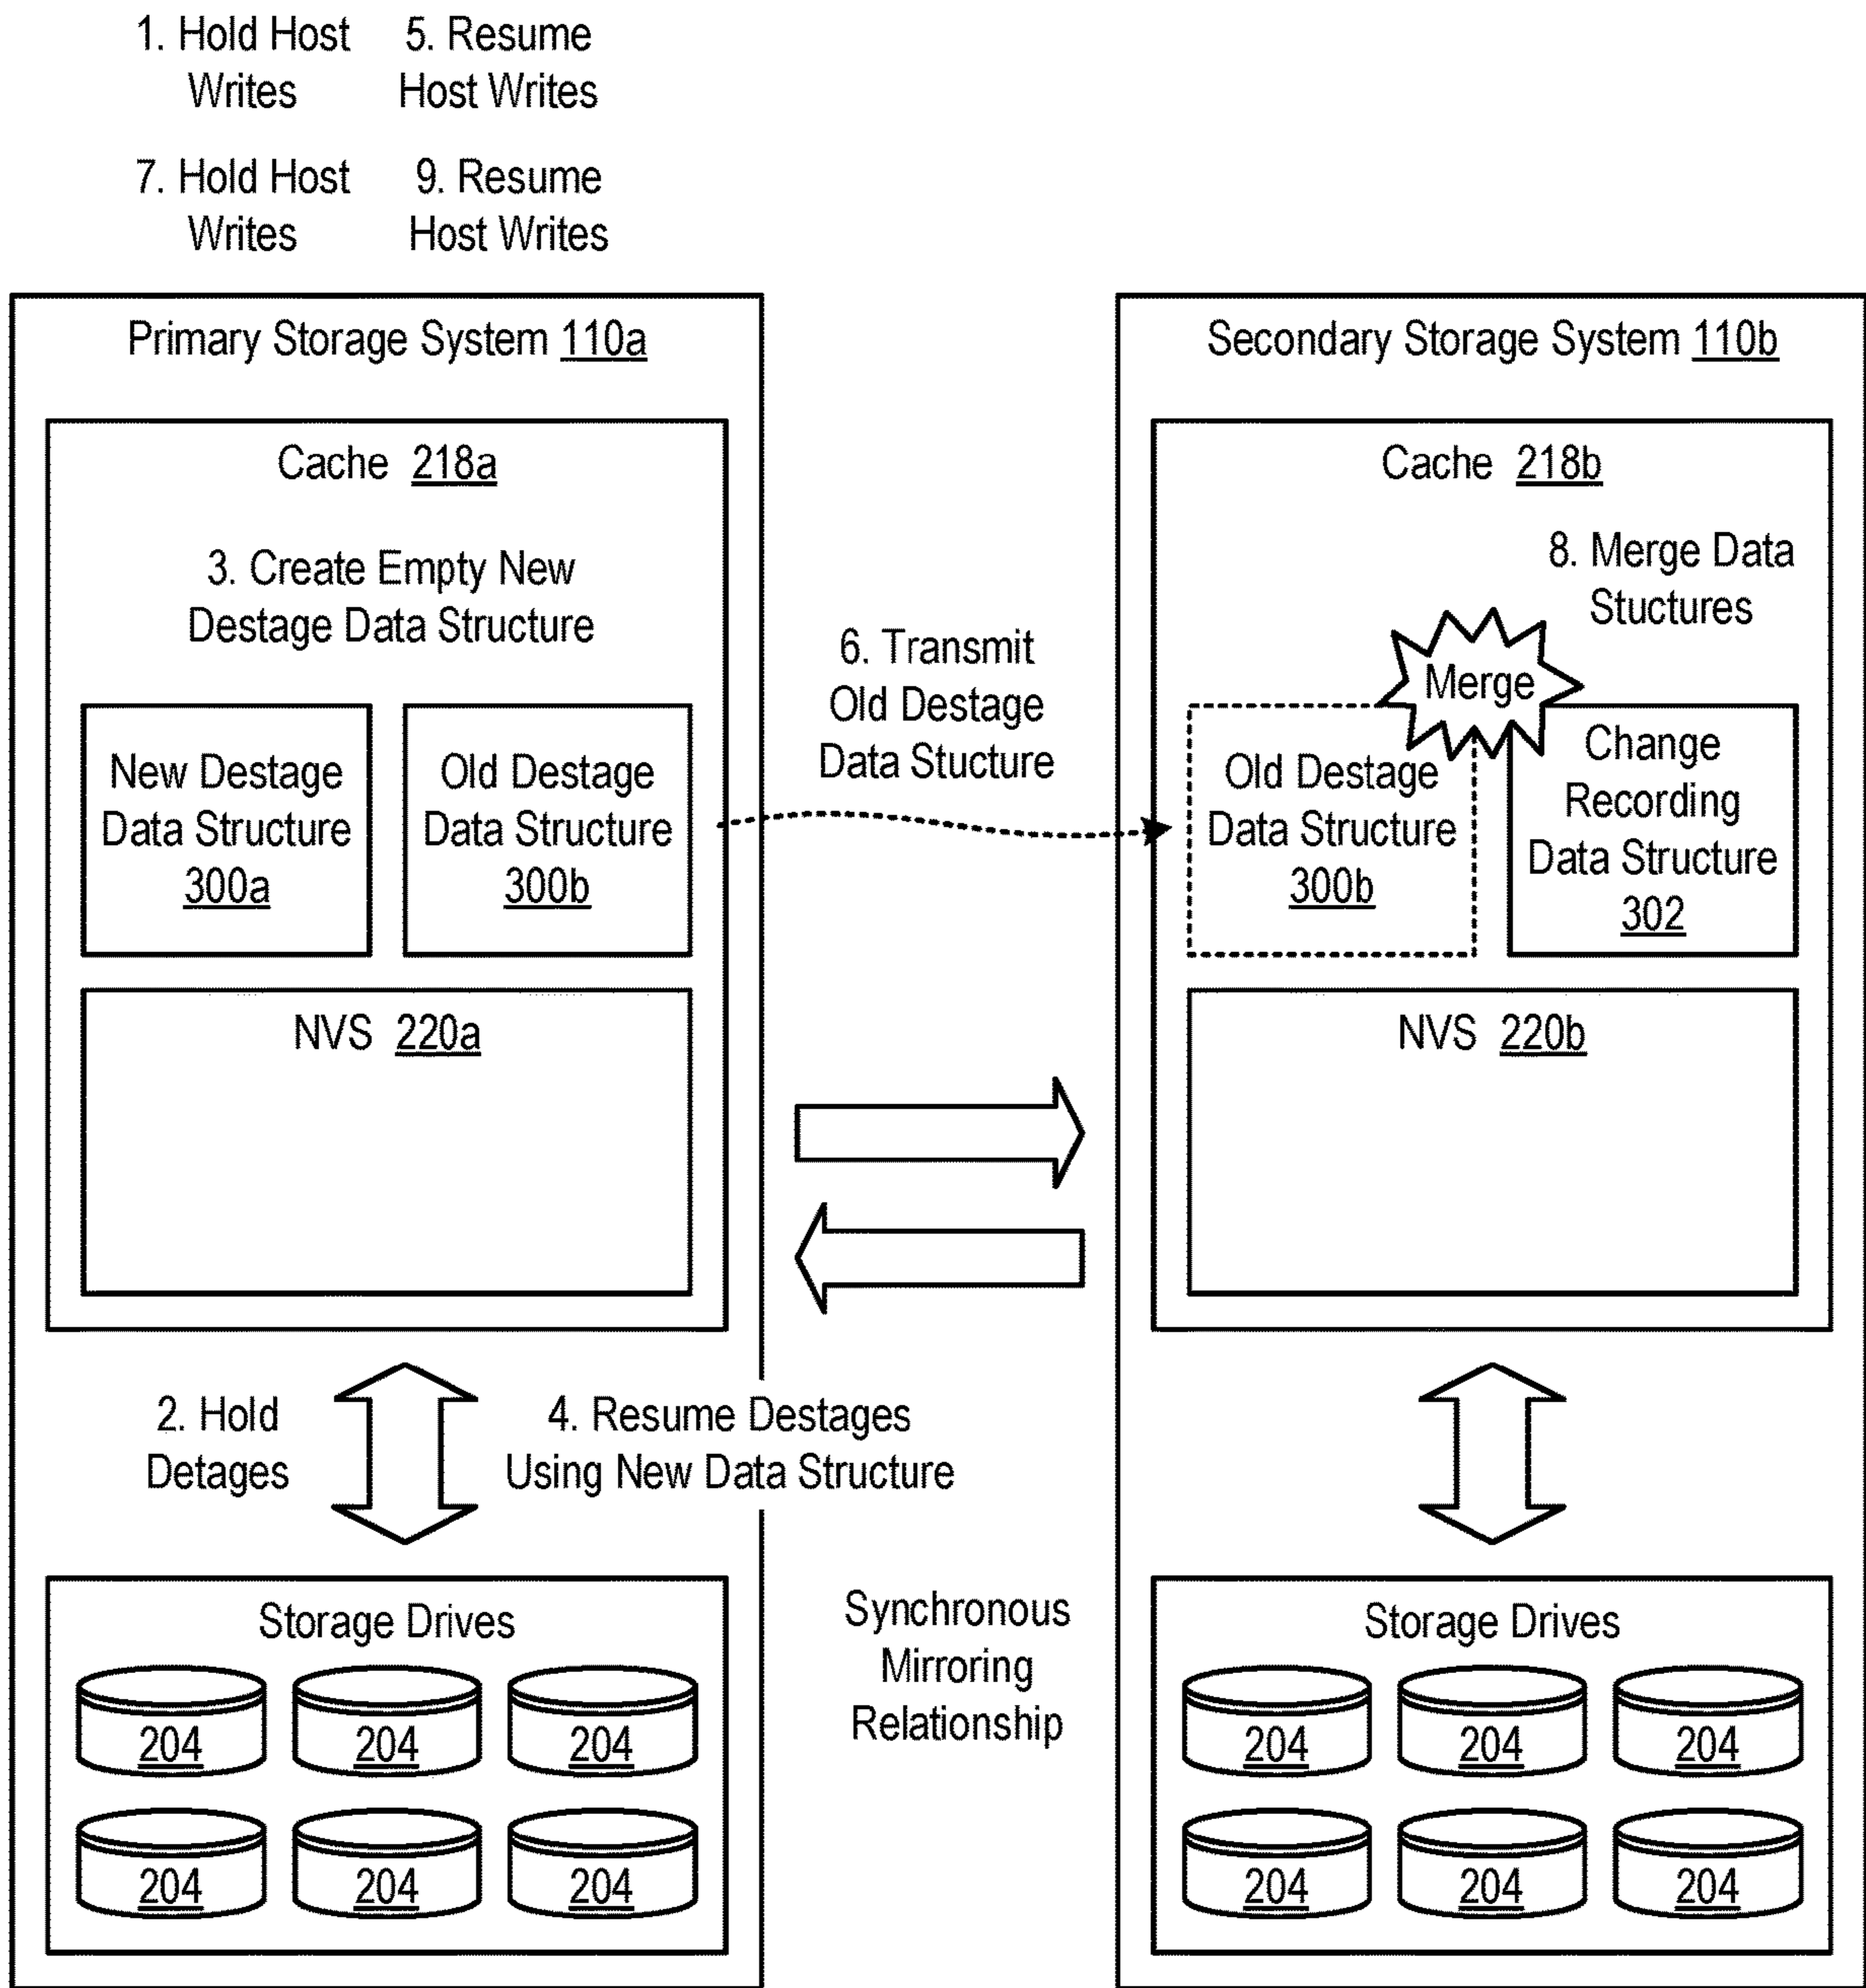 1. Hold Host
Writes
5. Resume
Host Writes
7. Hold Host
Writes
9. Resume
Host Writes
Primary Storage System 110a
Cache 218a
3. Create Empty New
Destage Data Structure
New Destage
Data Structure
300a
Old Destage
Data Structure
300b
NVS 220a
2. Hold
Detages
4. Resume Destages
Using New Data Structure
Storage Drives
204
204
204
204
204
204
6. Transmit
Old Destage
Data Stucture
Synchronous
Mirroring
Relationship
Secondary Storage System 110b
Cache 218b
8. Merge Data
Stuctures
Merge
Old Destage
Data Structure
300b
Change
Recording
Data Structure
302
NVS 220b
Storage Drives
204
204
204
204
204
204